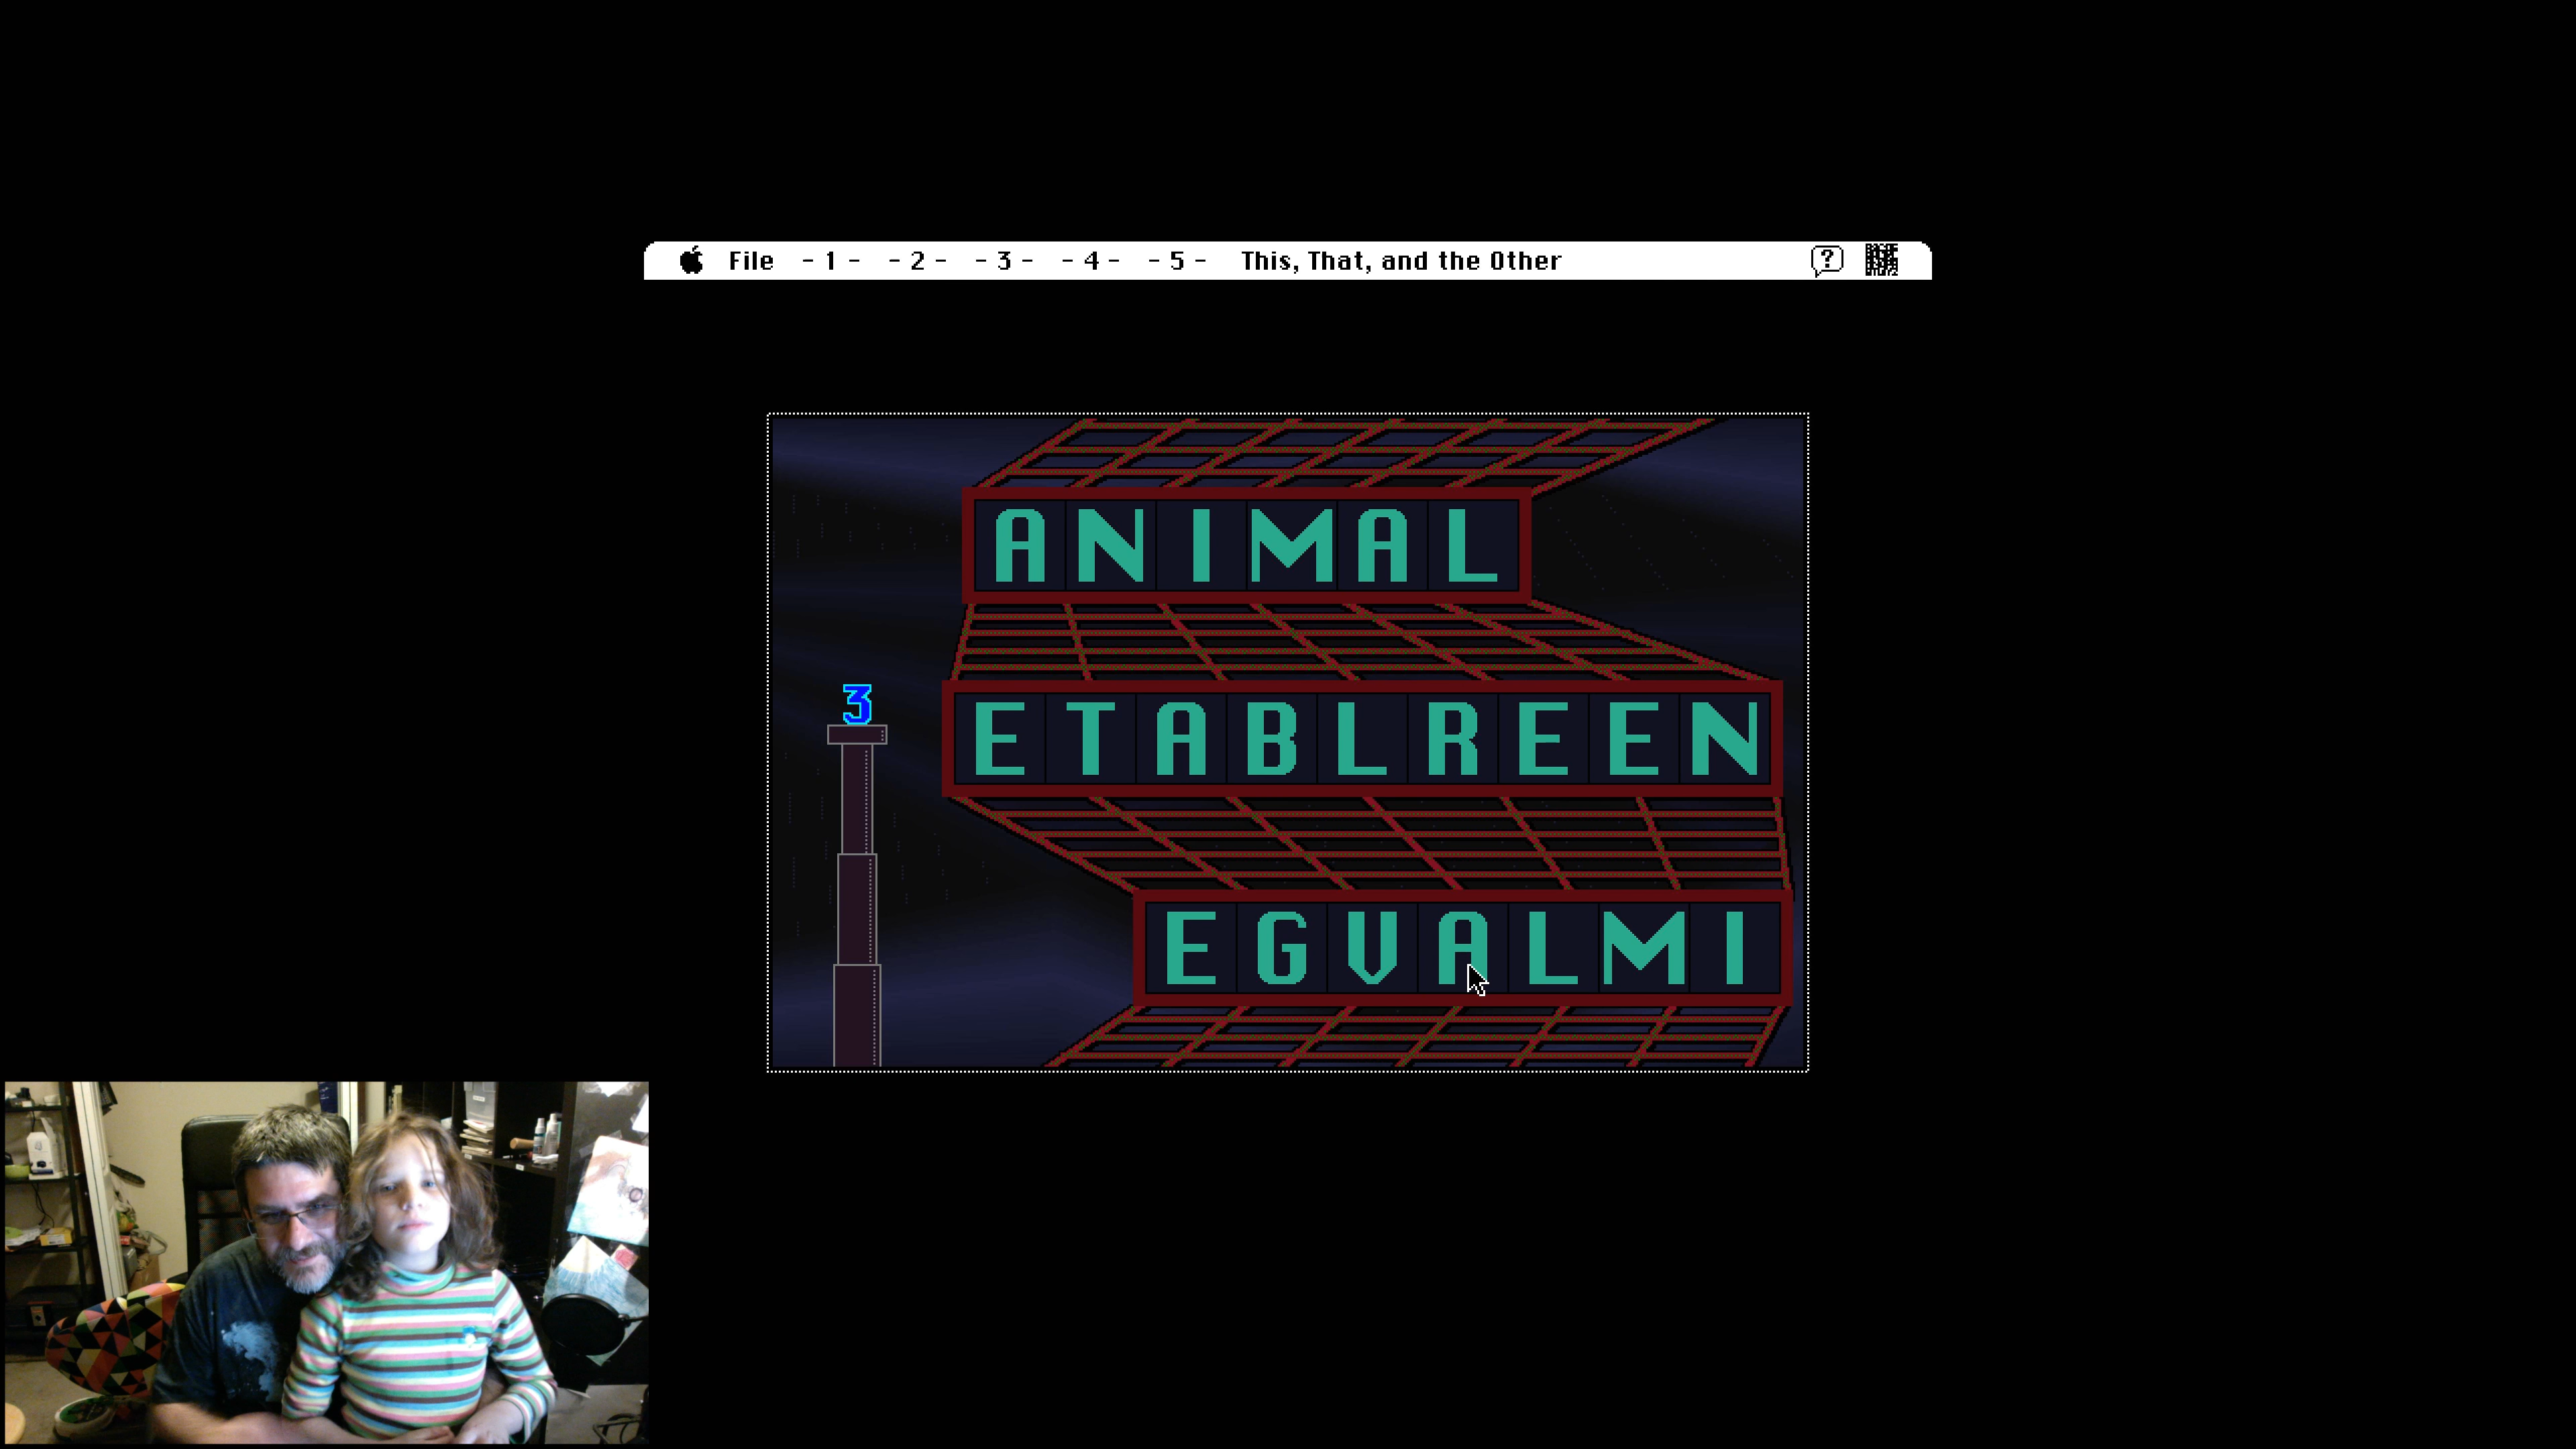 File -1- -2- -3- -4- -5- This, That, and the Other ?
ANIMAL
3
ETABLREEN
EGVALMI